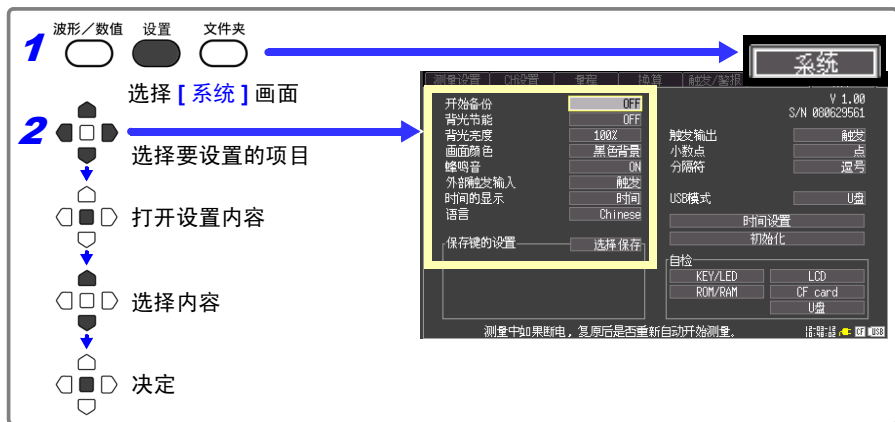 1
波形／数值 设置 文件夹
选择 [ 系统 ] 画面
2
选择要设置的项目
打开设置内容
选择内容
决定
系统
测量设置 CH设置 量程 换算 触发/警报
V 1.00
S/N 080629561
开始备份 OFF
背光节能 OFF
背光亮度 100%
画面颜色 黑色背景
蜂鸣音 ON
外部触发输入 触发
时间的显示 时间
语言 Chinese
保存键的设置 选择保存
触发输出 触发
小数点 点
分隔符 逗号
USB模式 U盘
时间设置
初始化
自检
KEY/LED LCD
ROM/RAM CF card
U盘
测量中如果断电，复原后是否重新自动开始测量。
CF USB